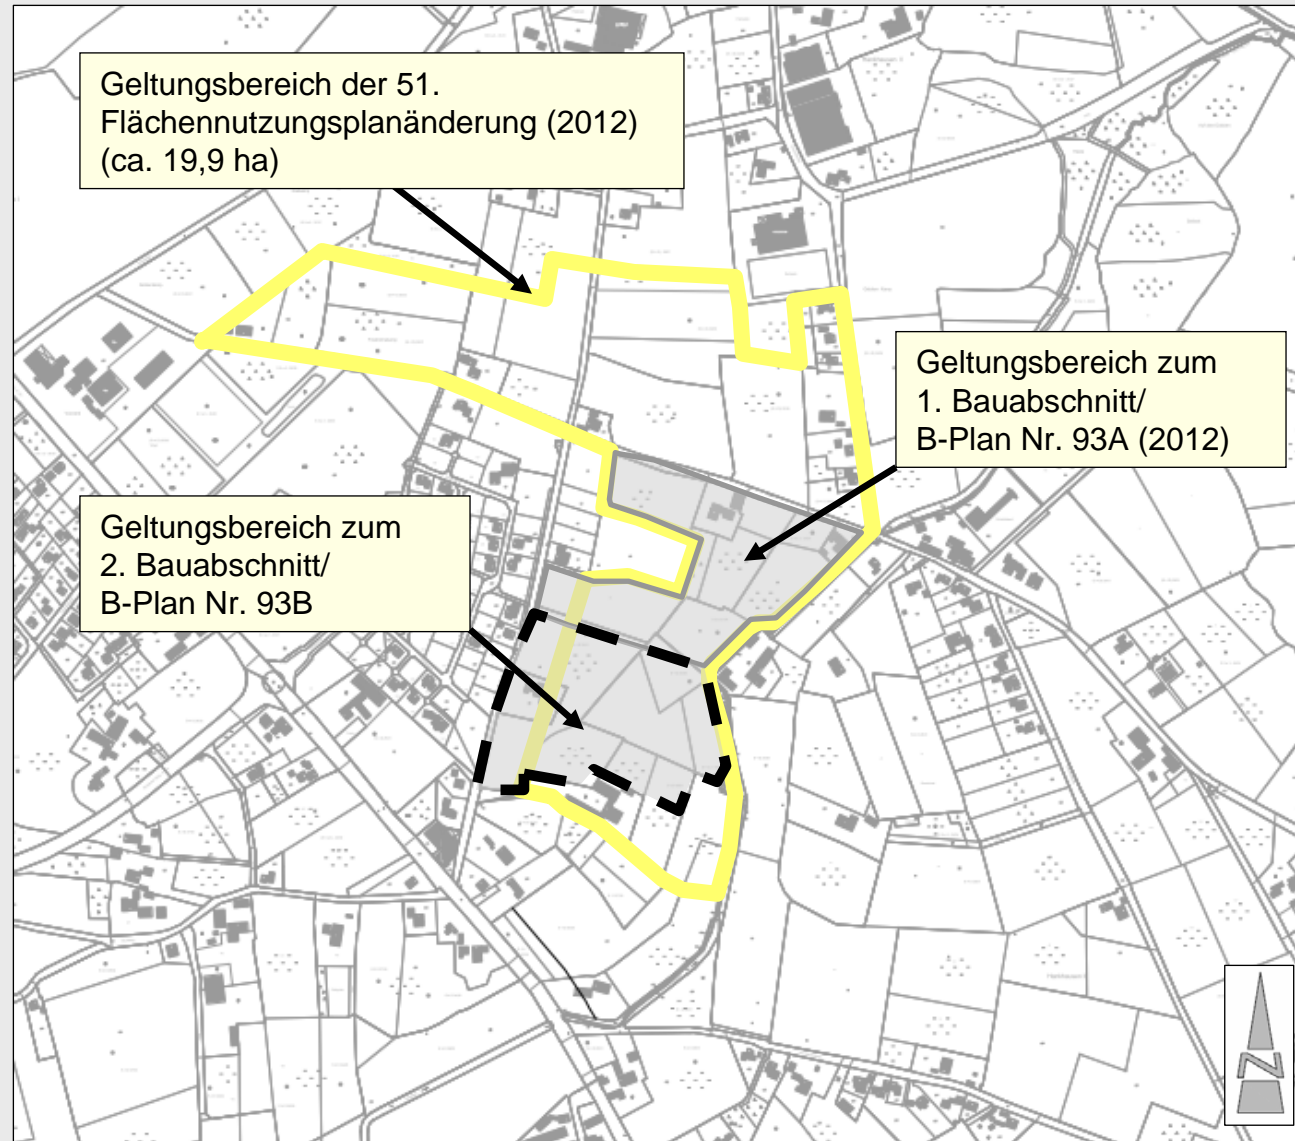 Geltungsbereich der 51.
Flächennutzungsplanänderung (2012)
(ca. 19,9 ha)
Geltungsbereich zum
1. Bauabschnitt/
B-Plan Nr. 93A (2012)
Geltungsbereich zum
2. Bauabschnitt/
B-Plan Nr. 93B
N